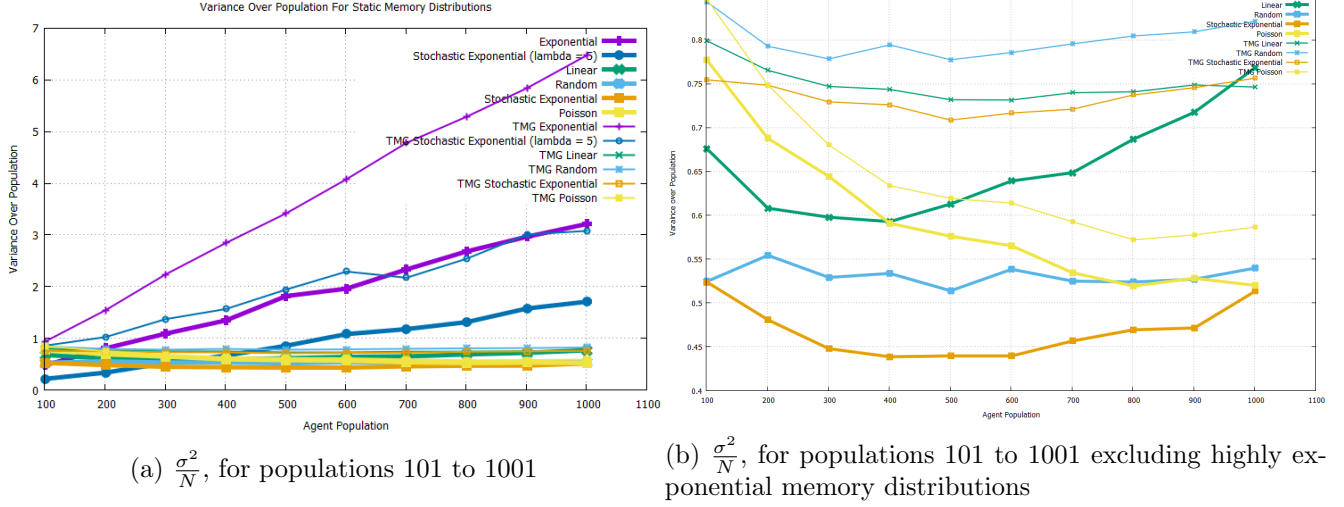 Variance Over Population For Static Memory Distributions
Variance Over Population
7
6
5
4
3
2
1
0
100 200 300 400 500 600 700 800 900 1000 1100
Agent Population
Exponential
Stochastic Exponential (lambda = 5)
Linear
Random
Stochastic Exponential
Poisson
TMG Exponential
TMG Stochastic Exponential (lambda = 5)
TMG Linear
TMG Random
TMG Stochastic Exponential
TMG Poisson
(a) σ²/N, for populations 101 to 1001
Varaince over Population
0.8
0.75
0.7
0.65
0.6
0.55
0.5
0.45
0.4
100 200 300 400 500 600 700 800 900 1000 1100
Agent Population
Linear
Random
Stochastic Exponential
Poisson
TMG Linear
TMG Random
TMG Stochastic Exponential
TMG Poisson
(b) σ²/N, for populations 101 to 1001 excluding highly ex-
ponential memory distributions